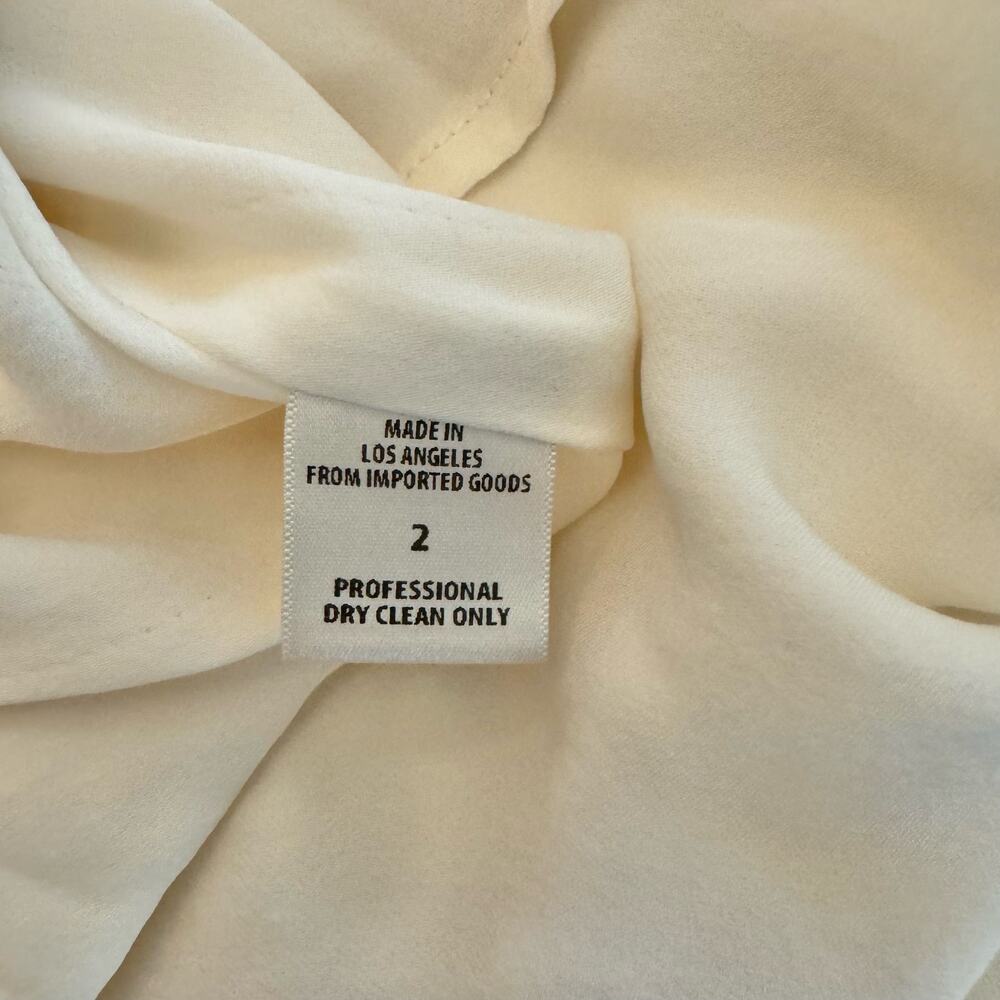 MADE IN
LOS ANGELES
FROM IMPORTED GOODS
2
PROFESSIONAL
DRY CLEAN ONLY